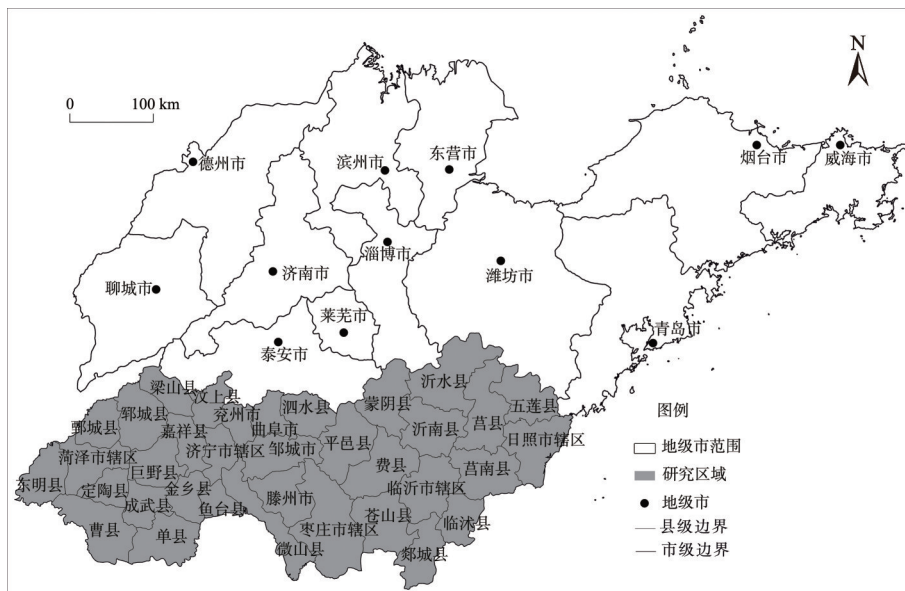 N
0 100 km
德州市
滨州市
东营市
烟台市
威海市
淄博市
潍坊市
聊城市
济南市
莱芜市
青岛市
泰安市
梁山县
汶上县
泗水县
蒙阴县
沂水县
五莲县
鄄城县
郓城县
兖州市
嘉祥县
曲阜市
平邑县
沂南县
莒县
日照市辖区
菏泽市辖区
巨野县
济宁市辖区
邹城市
费县
莒南县
东明县
定陶县
金乡县
滕州市
临沂市辖区
成武县
鱼台县
苍山县
临沭县
曹县
单县
枣庄市辖区
微山县
郯城县
图例
地级市范围
研究区域
地级市
县级边界
市级边界